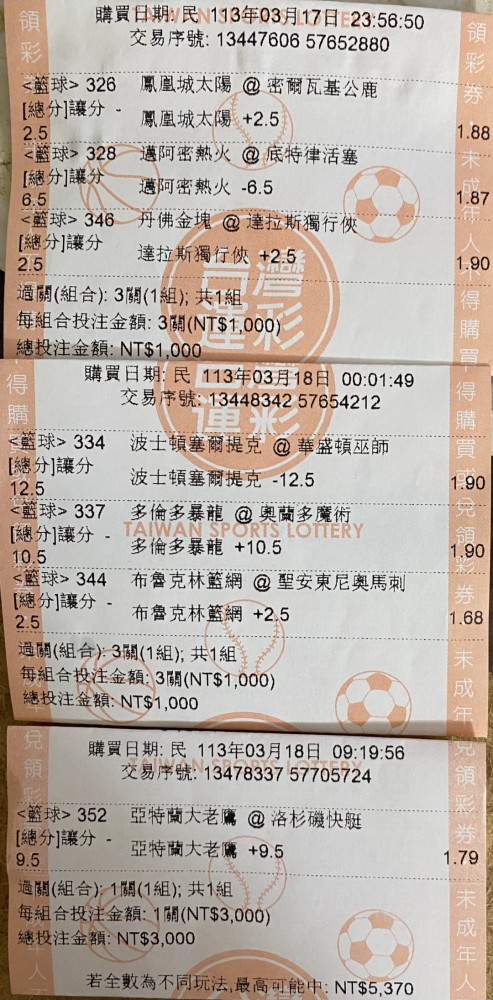 購買日期: 民 113年03月17日 23:56:50
交易序號: 13447606 57652880
<籃球> 326 鳳凰城太陽 @ 密爾瓦基公鹿
[總分]讓分 -
2.5 鳳凰城太陽 +2.5 1.88
<籃球> 328 邁阿密熱火 @ 底特律活塞
[總分]讓分
6.5 邁阿密熱火 -6.5 1.87
<籃球> 346 丹佛金塊 @ 達拉斯獨行俠
[總分]讓分
2.5 達拉斯獨行俠 +2.5 1.90
過關(組合): 3關(1組); 共1組
每組合投注金額: 3關(NT$1,000)
總投注金額: NT$1,000
購買日期: 民 113年03月18日 00:01:49
交易序號: 13448342 57654212
<籃球> 334 波士頓塞爾提克 @ 華盛頓巫師
[總分]讓分
12.5 波士頓塞爾提克 -12.5 1.90
<籃球> 337 多倫多暴龍 @ 奧蘭多魔術
TAIWAN SPORTS LOTTERY
[總分]讓分 -
10.5 多倫多暴龍 +10.5 1.90
<籃球> 344 布魯克林籃網 @ 聖安東尼奧馬刺
[總分]讓分 -
2.5 布魯克林籃網 +2.5 1.68
過關(組合): 3關(1組); 共1組
每組合投注金額: 3關(NT$1,000)
總投注金額: NT$1,000
購買日期: 民 113年03月18日 09:19:56
交易序號: 13478337 57705724
<籃球> 352 亞特蘭大老鷹 @ 洛杉磯快艇
[總分]讓分 -
9.5 亞特蘭大老鷹 +9.5 1.79
過關(組合): 1關(1組); 共1組
每組合投注金額: 1關(NT$3,000)
總投注金額: NT$3,000
若全數為不同玩法,最高可能中: NT$5,370